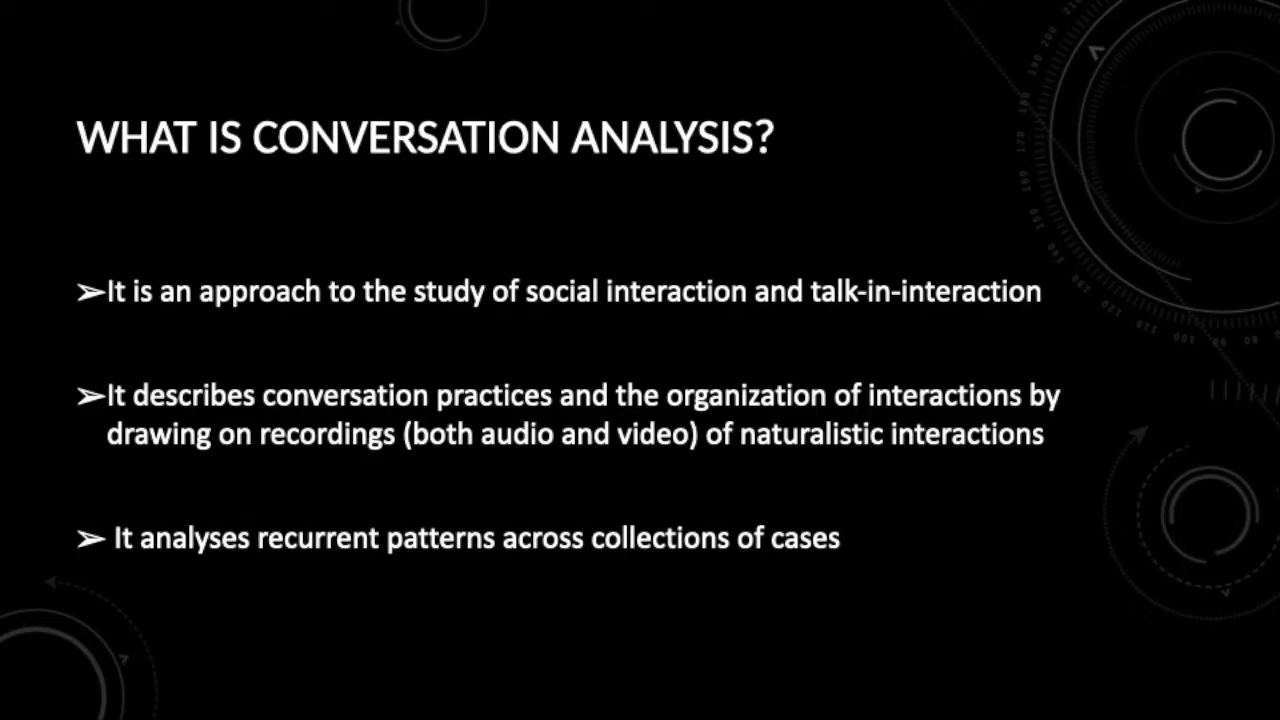 WHAT IS CONVERSATION ANALYSIS?
➢It is an approach to the study of social interaction and talk-in-interaction
➢It describes conversation practices and the organization of interactions by
drawing on recordings (both audio and video) of naturalistic interactions
➢ It analyses recurrent patterns across collections of cases